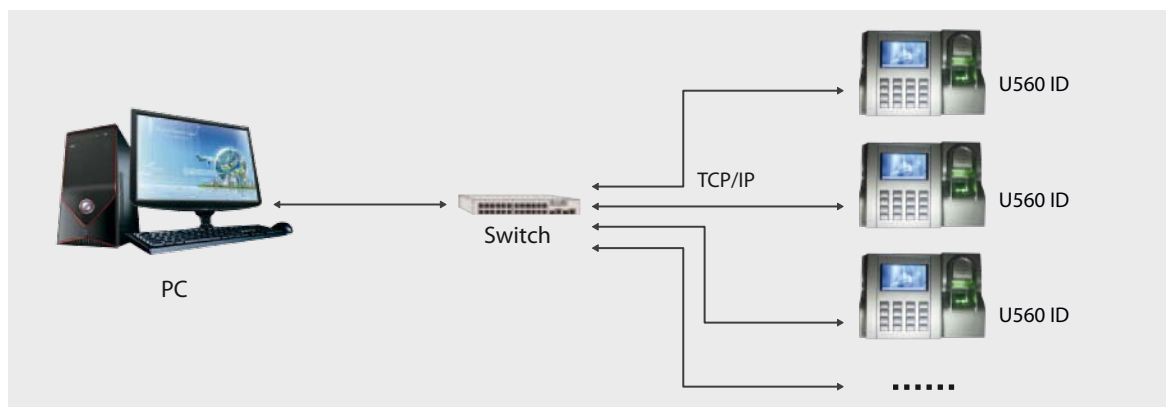 U560 ID
TCP/IP
U560 ID
Switch
PC
U560 ID
......